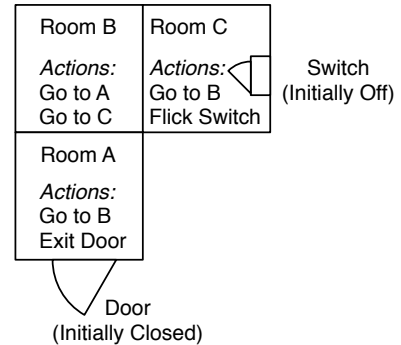 Room B
Actions:
Go to A
Go to C
Room C
Actions:
Go to B
Flick Switch
Switch
(Initially Off)
Room A
Actions:
Go to B
Exit Door
Door
(Initially Closed)